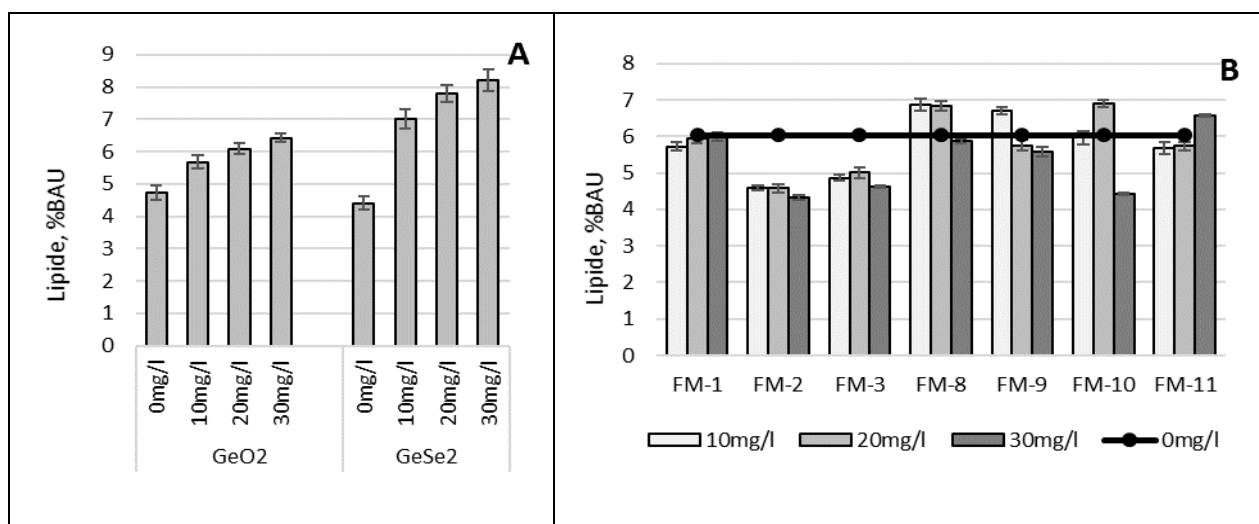 A
Lipide, %BAU
9
8
7
6
5
4
3
2
1
0
0mg/l 10mg/l 20mg/l 30mg/l 0mg/l 10mg/l 20mg/l 30mg/l
GeO2 GeSe2
B
Lipide, %BAU
8
7
6
5
4
3
2
1
0
FM-1 FM-2 FM-3 FM-8 FM-9 FM-10 FM-11
10mg/l 20mg/l 30mg/l 0mg/l